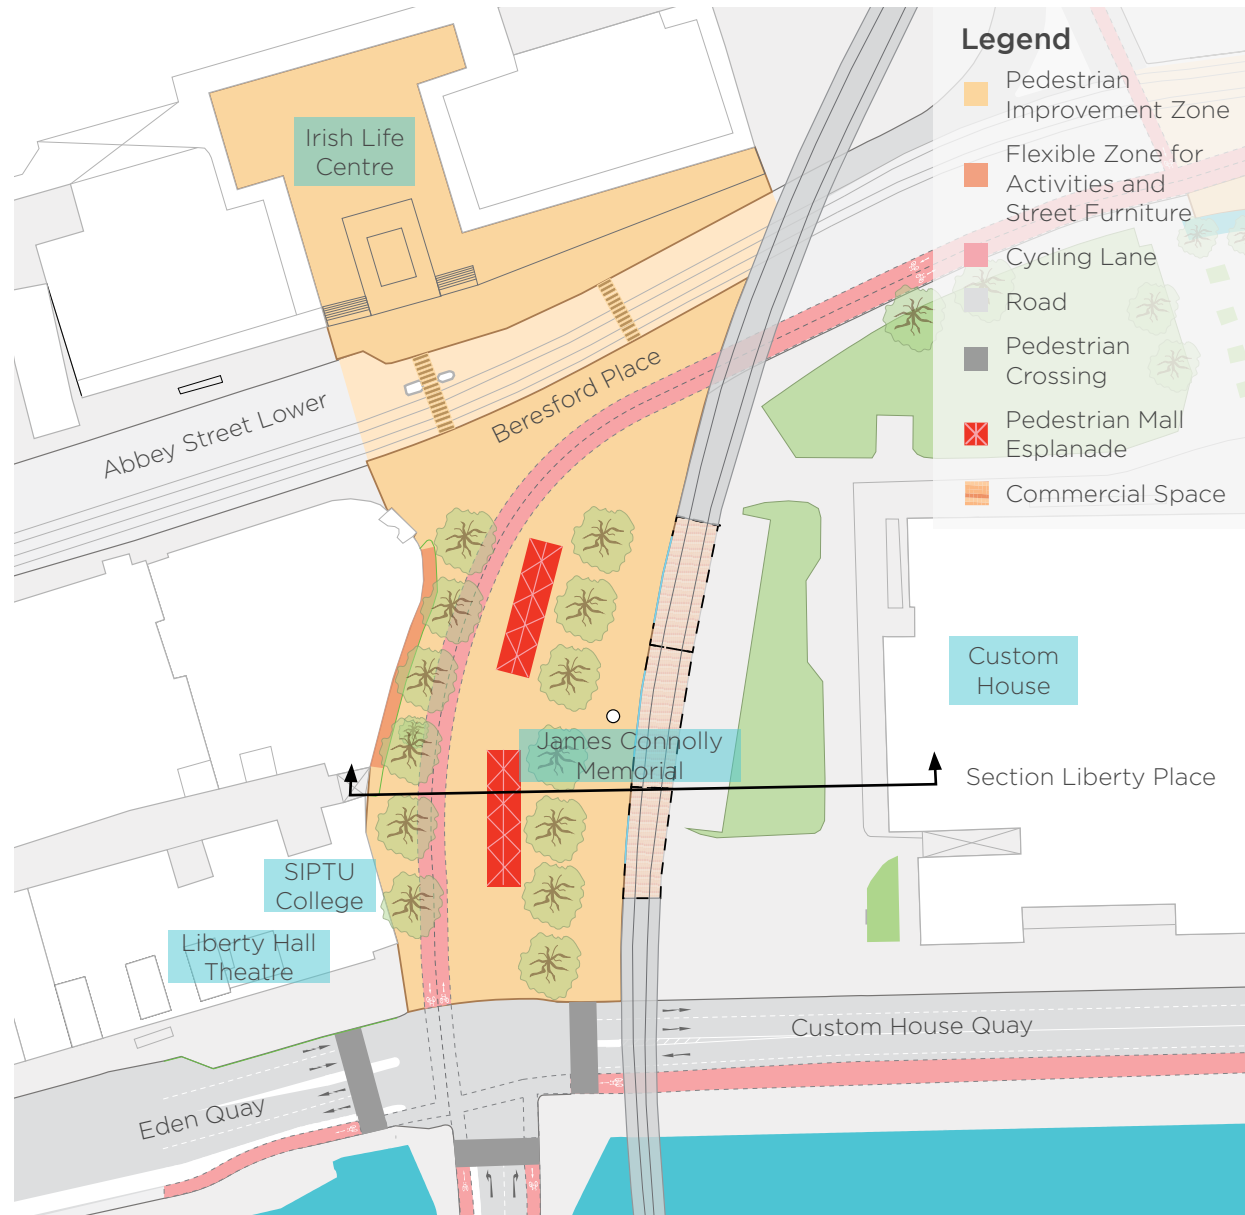 Legend
Pedestrian
Improvement Zone
Flexible Zone for
Activities and
Street Furniture
Cycling Lane
Road
Pedestrian
Crossing
Pedestrian Mall
Esplanade
Commercial Space
Irish Life
Centre
Beresford Place
Abbey Street Lower
Custom
House
James Connolly
Memorial
Section Liberty Place
SIPTU
College
Liberty Hall
Theatre
Custom House Quay
Eden Quay